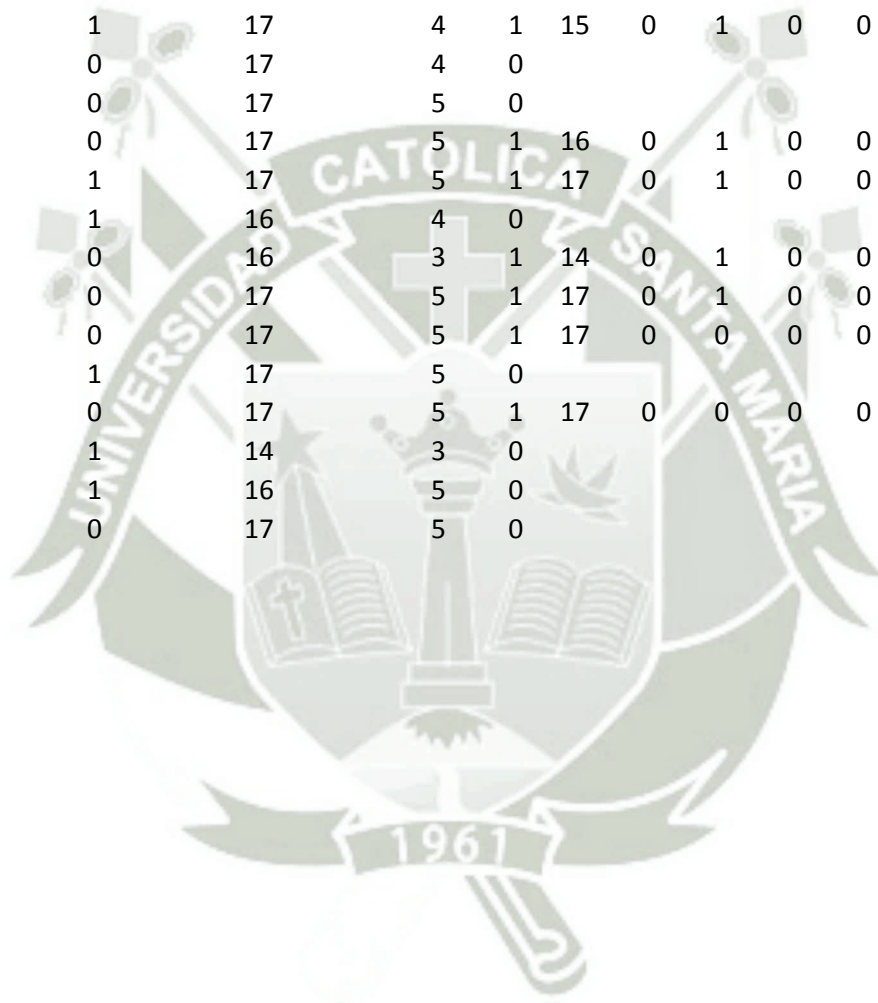 1 17 4 1 15 0 1 0 0
0 17 4 0
0 17 5 0
0 17 5 1 16 0 1 0 0
1 17 5 1 17 0 1 0 0
1 16 4 0
0 16 3 1 14 0 1 0 0
0 17 5 1 17 0 1 0 0
0 17 5 1 17 0 0 0 0
1 17 5 0
0 17 5 1 17 0 0 0 0
1 14 3 0
1 16 5 0
0 17 5 0
UNIVERSIDAD CATOLICA SANTA MARIA
1961